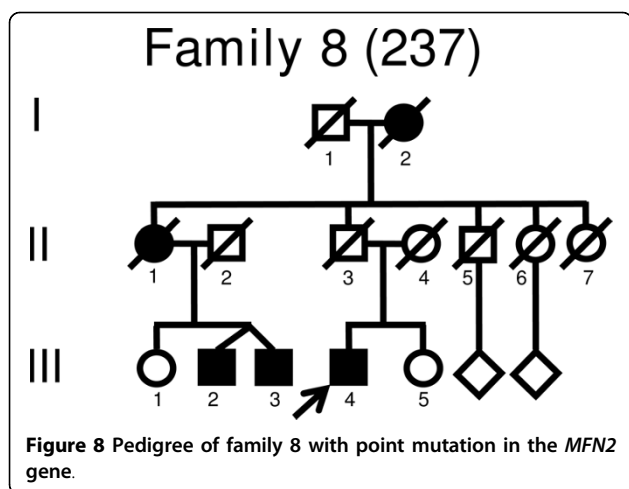 Family 8 (237)
I
1 2
II
1 2 3 4 5 6 7
III
1 2 3 4 5
Figure 8 Pedigree of family 8 with point mutation in the MFN2
gene.